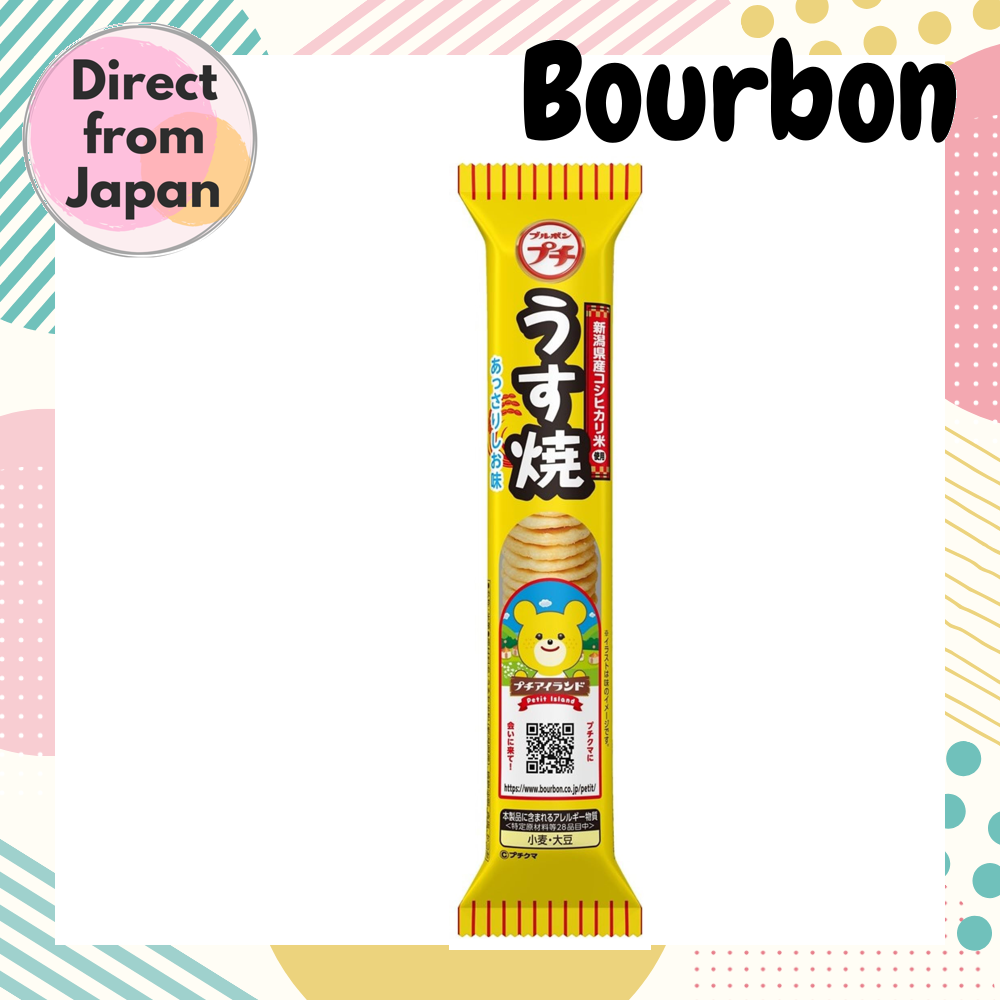 Direct
from
Japan
Bourbon
ブルボン
プチ
うす焼
新潟県産コシヒカリ米使用
あっさりしお味
※イラストは味のイメージです。
プチアイランド
Petit Island
プチクマに
会いに来て!
https://www.bourbon.co.jp/petit/
本製品に含まれるアレルギー物質
<特定原材料等28品目中>
小麦・大豆
©プチクマ